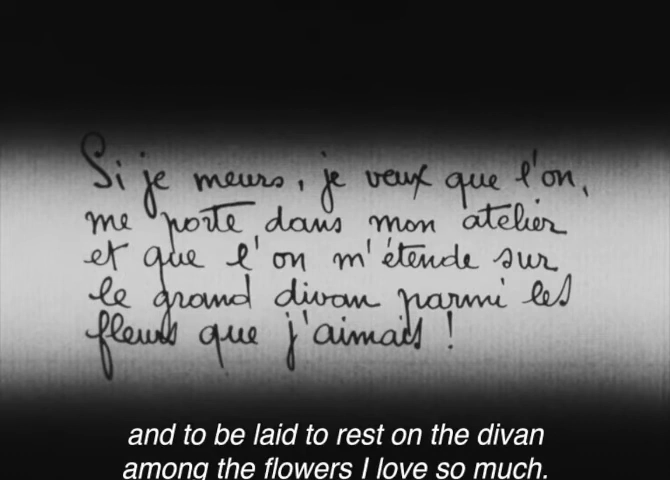 Si je meurs, je veux que l'on,
me porte dans mon atelier
et que l'on m'étende sur
le grand divan parmi les
fleurs que j'aimais !
and to be laid to rest on the divan
among the flowers I love so much.